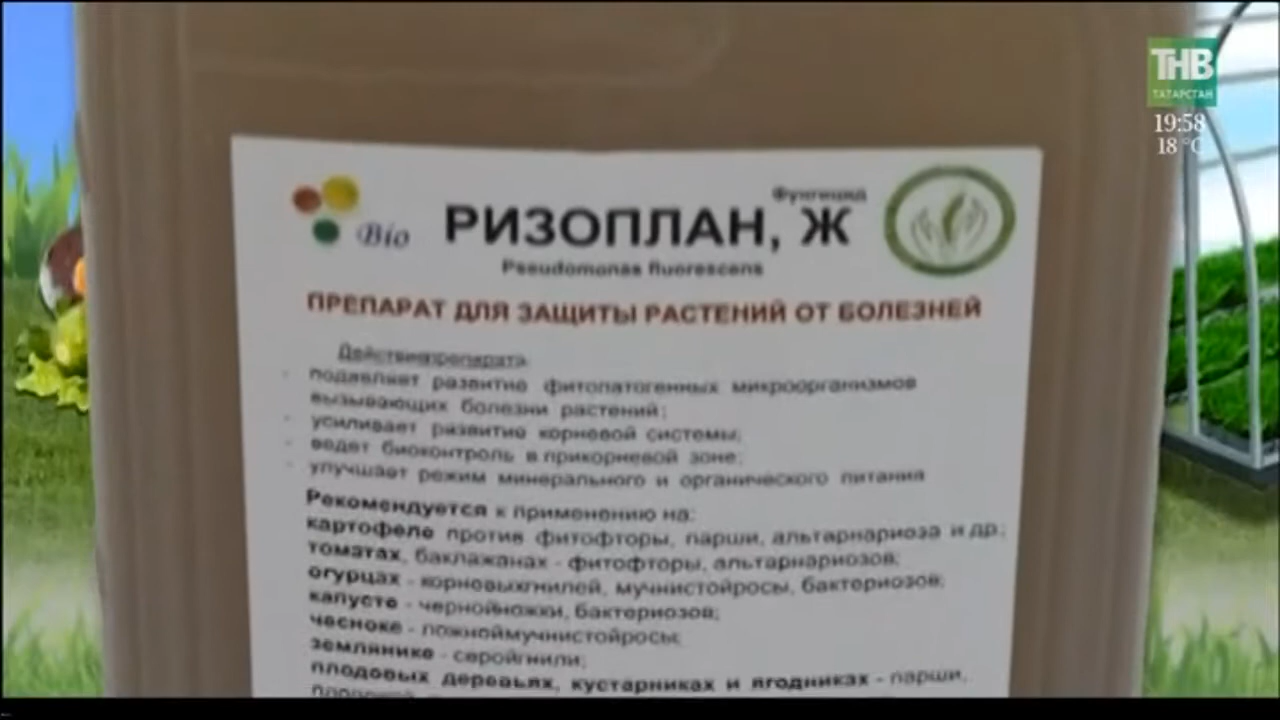 ТНВ
ТАТАРСТАН
19:58
18 °C
Фунгицид
Bio
РИЗОПЛАН, Ж
Pseudomonas fluorescens
ПРЕПАРАТ ДЛЯ ЗАЩИТЫ РАСТЕНИЙ ОТ БОЛЕЗНЕЙ
Действиепрепарата:
- подавляет развитие фитопатогенных микроорганизмов
вызывающих болезни растений;
- усиливает развитие корневой системы;
- ведет биоконтроль в прикорневой зоне;
- улучшает режим минерального и органического питания
Рекомендуется к применению на:
картофеле против фитофторы, парши, альтарнариоза и др.;
томатах, баклажанах - фитофторы, альтарнариозов;
огурцах - корневыхгнилей, мучнистойросы, бактериозов;
капусте - чернойножки, бактериозов;
чесноке - ложноймучнистойросы;
землянике - серойгнили;
плодовых деревьях, кустарниках и ягодниках - парши,